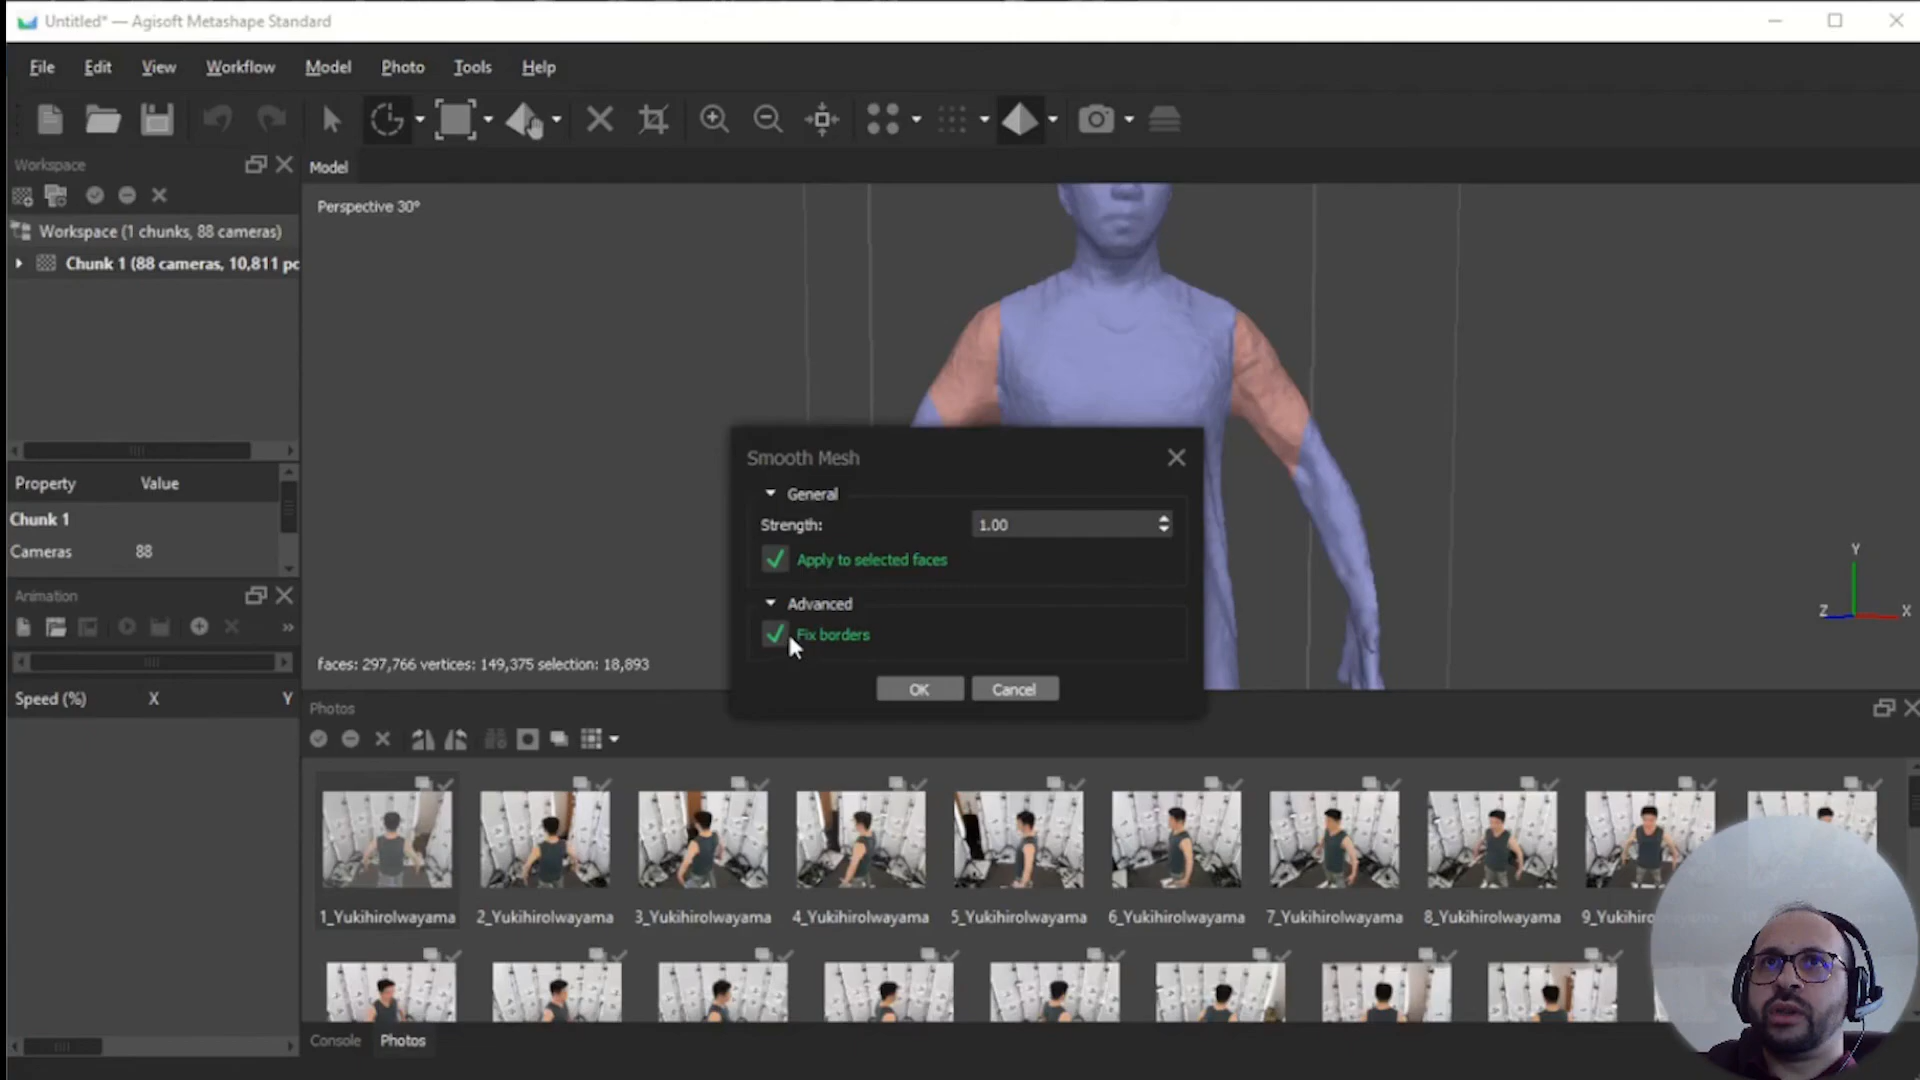 Untitled* — Agisoft Metashape Standard
File Edit View Workflow Model Photo Tools Help
Workspace
Model
Perspective 30°
Workspace (1 chunks, 88 cameras)
Chunk 1 (88 cameras, 10,811 pc
Property Value
Chunk 1
Cameras 88
Animation
Speed (%) X Y
Smooth Mesh
General
Strength: 1.00
Apply to selected faces
Advanced
Fix borders
OK Cancel
Y
Z X
faces: 297,766 vertices: 149,375 selection: 18,893
Photos
1_YukihiroIwayama 2_YukihiroIwayama 3_YukihiroIwayama 4_YukihiroIwayama 5_YukihiroIwayama 6_YukihiroIwayama 7_YukihiroIwayama 8_YukihiroIwayama 9_Yukihiro
Console Photos